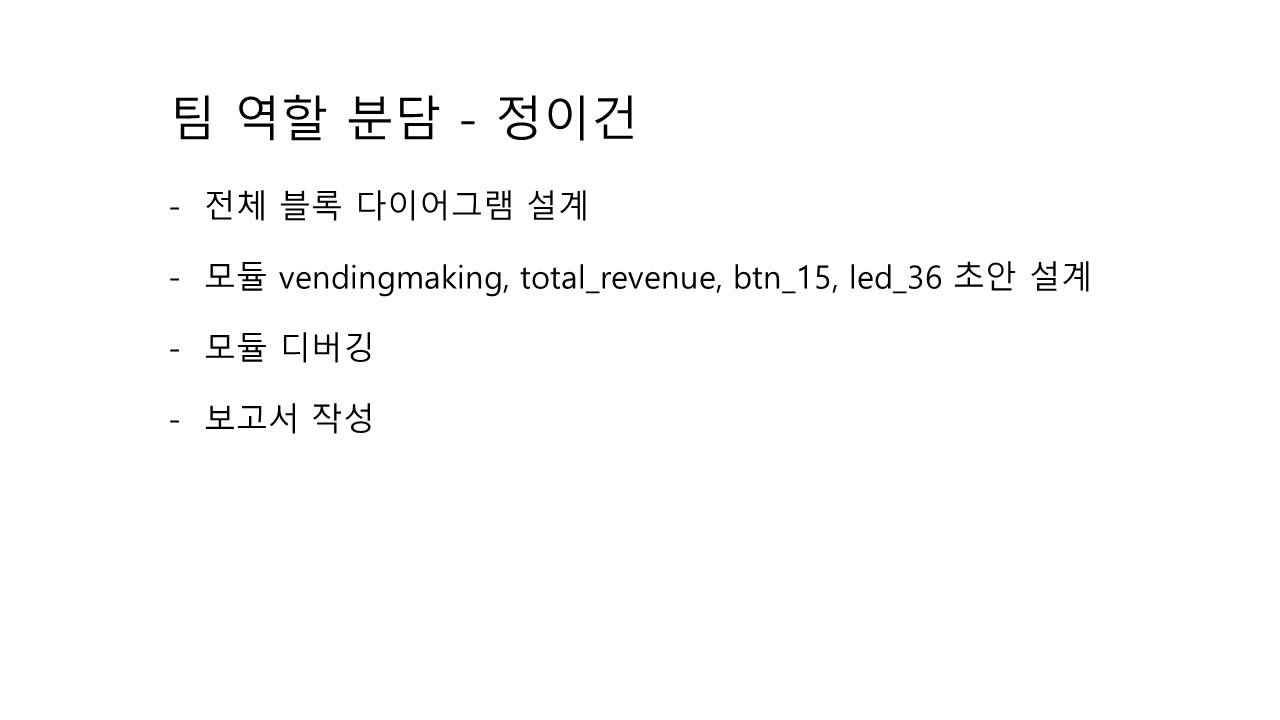 팀 역할 분담 - 정이건
- 전체 블록 다이어그램 설계
- 모듈 vendingmaking, total_revenue, btn_15, led_36 초안 설계
- 모듈 디버깅
- 보고서 작성